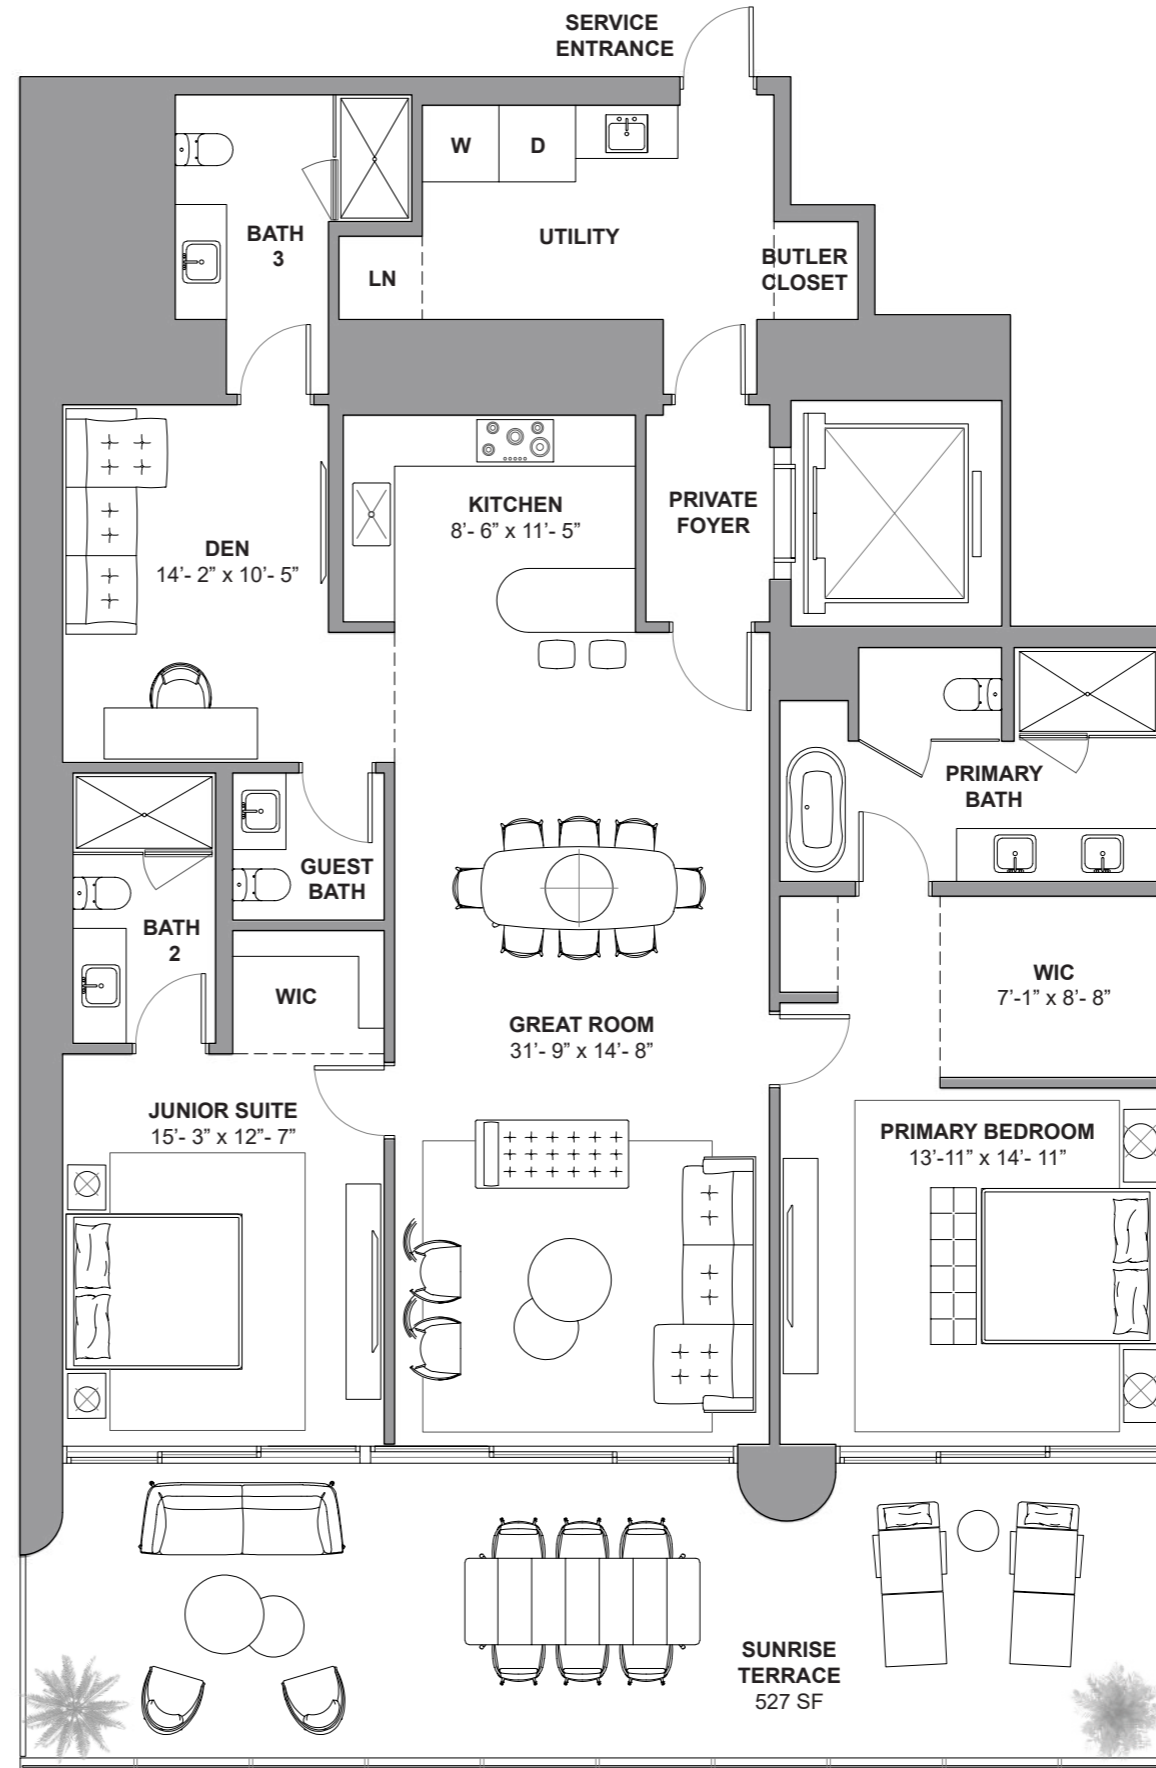 SERVICE
ENTRANCE
W
D
BATH
3
UTILITY
LN
BUTLER
CLOSET
KITCHEN
8'- 6” x 11'- 5”
PRIVATE
FOYER
DEN
14'- 2” x 10'- 5”
PRIMARY
BATH
GUEST
BATH
BATH
2
WIC
WIC
7'-1” x 8'- 8”
GREAT ROOM
31'- 9” x 14'- 8”
JUNIOR SUITE
15'- 3” x 12”- 7”
PRIMARY BEDROOM
13'-11” x 14'- 11”
SUNRISE
TERRACE
527 SF